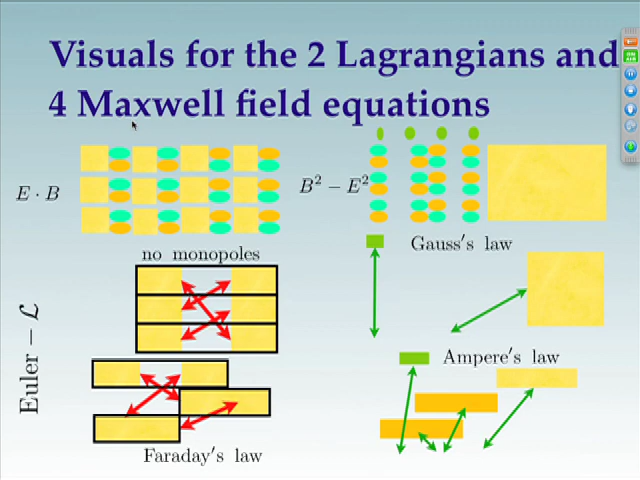 Visuals for the 2 Lagrangians and
4 Maxwell field equations
E · B
B² − E²
no monopoles
Gauss's law
Euler − ℒ
Ampere's law
Faraday's law